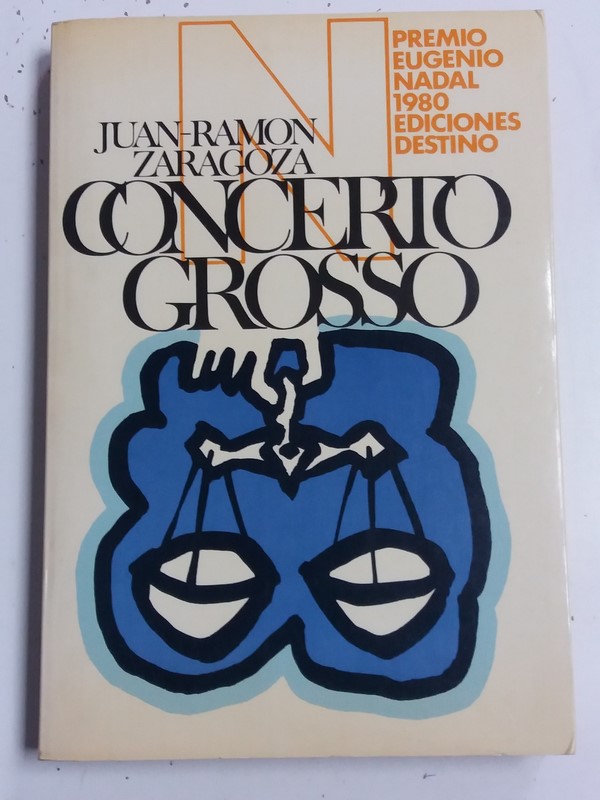 N
PREMIO
EUGENIO
NADAL
1980
EDICIONES
DESTINO
JUAN-RAMON
ZARAGOZA
CONCERTO
GROSSO